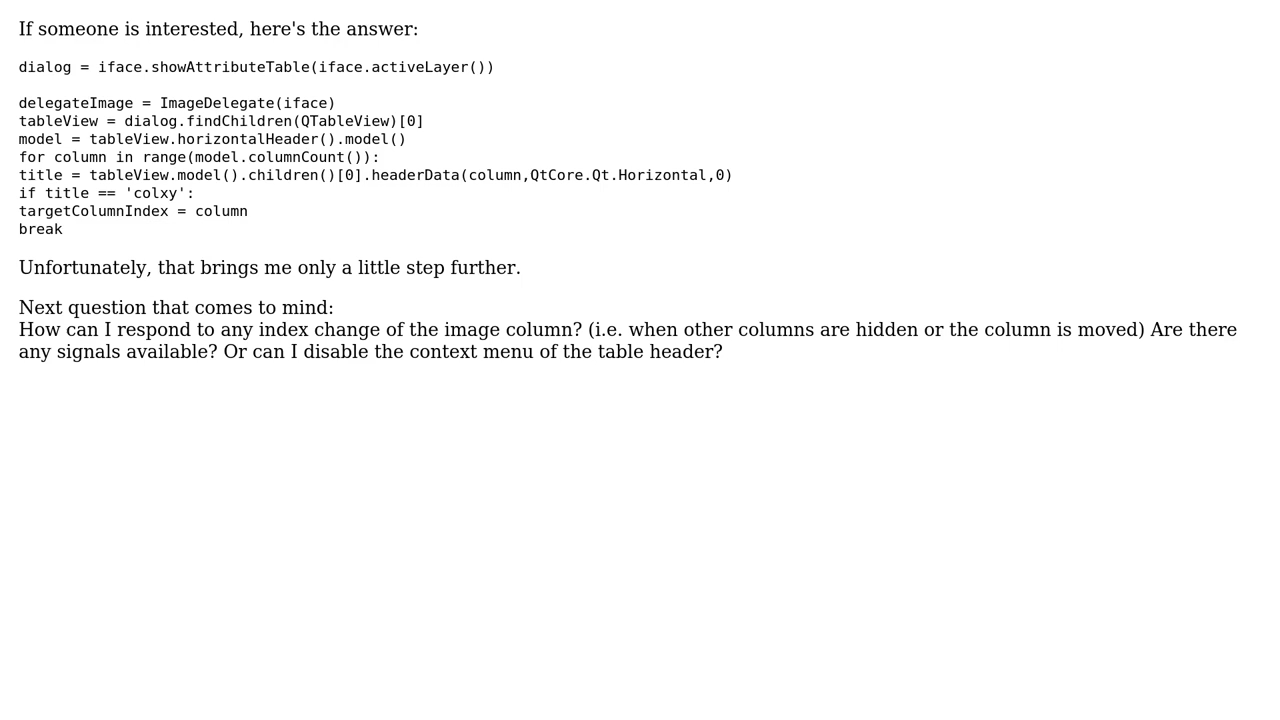 If someone is interested, here's the answer:
dialog = iface.showAttributeTable(iface.activeLayer())
delegateImage = ImageDelegate(iface)
tableView = dialog.findChildren(QTableView)[0]
model = tableView.horizontalHeader().model()
for column in range(model.columnCount()):
title = tableView.model().children()[0].headerData(column,QtCore.Qt.Horizontal,0)
if title == 'colxy':
targetColumnIndex = column
break
Unfortunately, that brings me only a little step further.
Next question that comes to mind:
How can I respond to any index change of the image column? (i.e. when other columns are hidden or the column is moved) Are there
any signals available? Or can I disable the context menu of the table header?